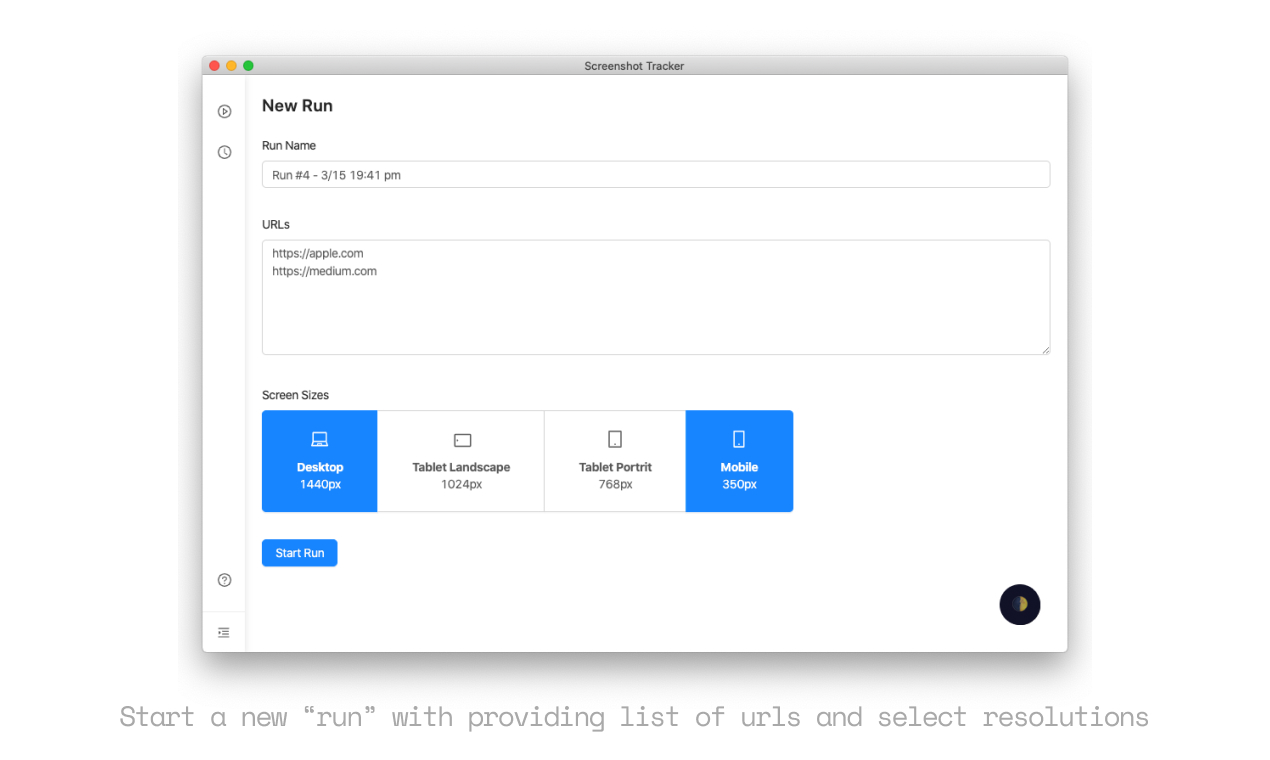 Screenshot Tracker
New Run
Run Name
Run #4 - 3/15 19:41 pm
URLs
https://apple.com
https://medium.com
Screen Sizes
Desktop
1440px
Tablet Landscape
1024px
Tablet Portrit
768px
Mobile
350px
Start Run
Start a new “run” with providing list of urls and select resolutions